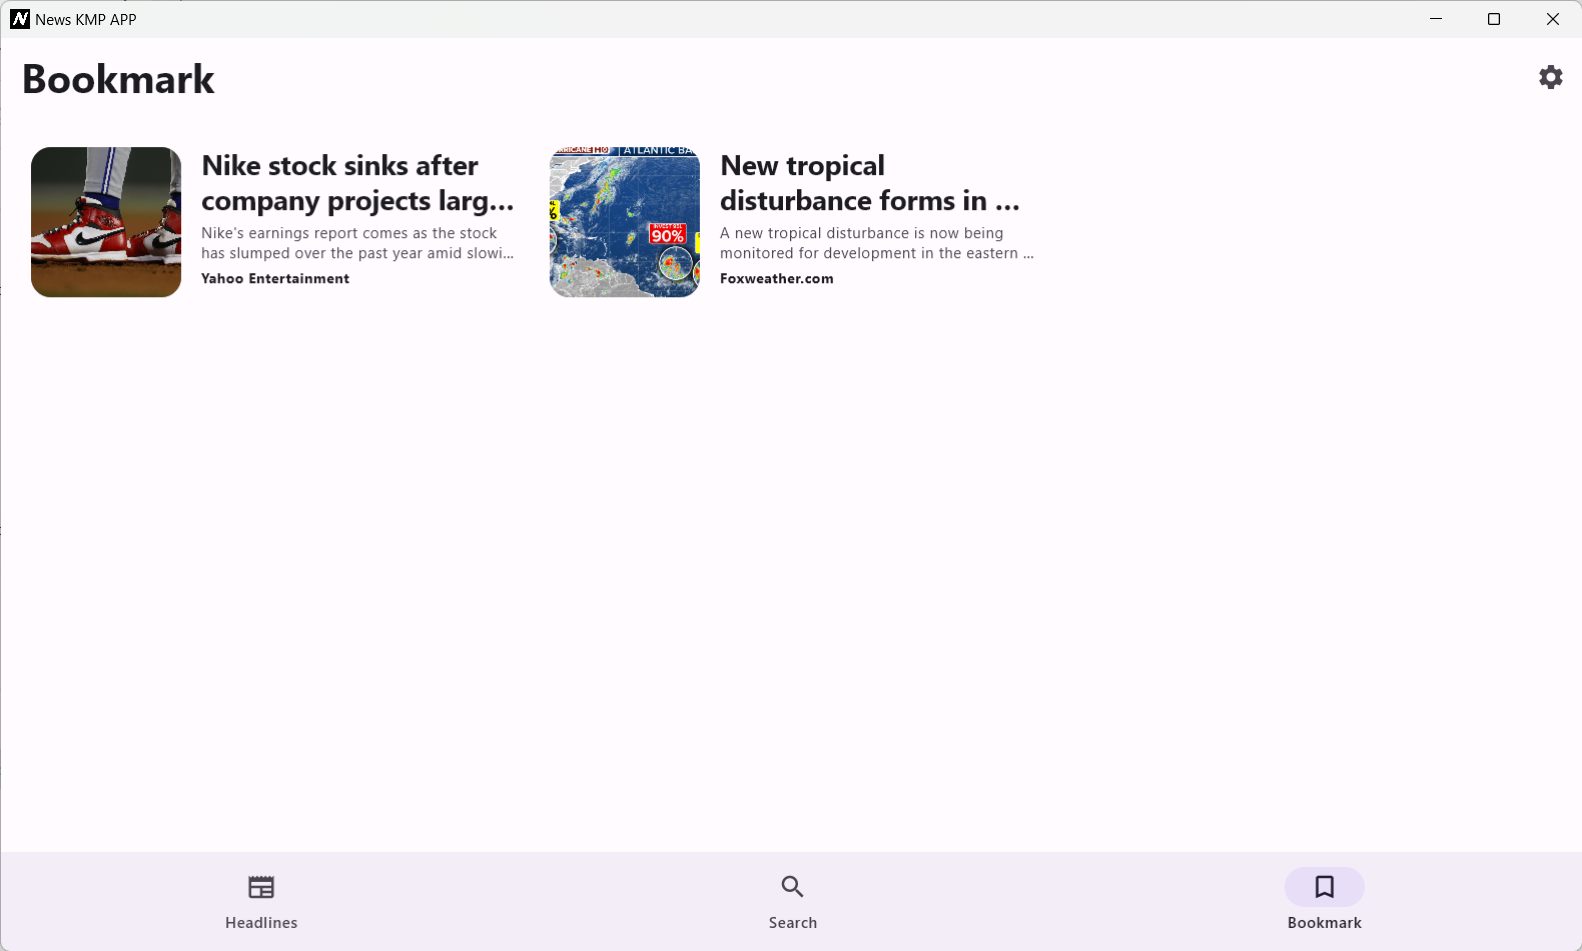 News KMP APP
Bookmark
Nike stock sinks after
company projects larg...
Nike's earnings report comes as the stock
has slumped over the past year amid slowi...
Yahoo Entertainment
ATLANTIC BA
INVEST 95L
90%
New tropical
disturbance forms in ...
A new tropical disturbance is now being
monitored for development in the eastern ...
Foxweather.com
Headlines
Search
Bookmark